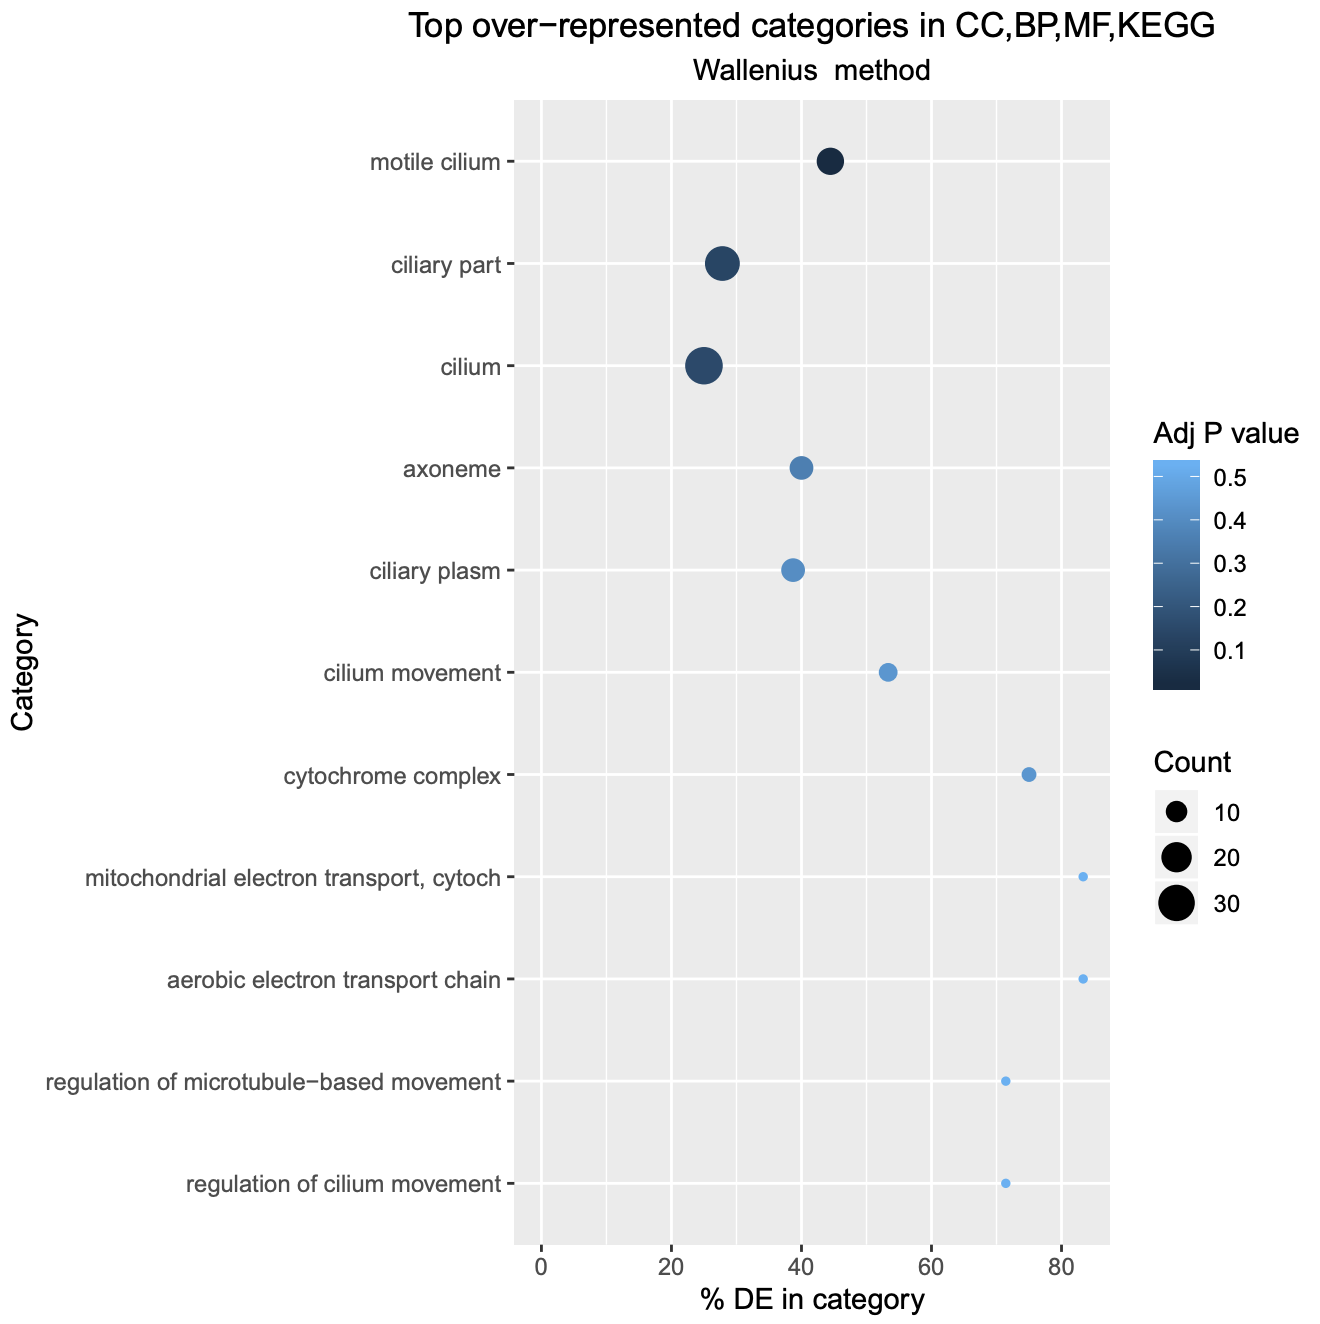 Top over−represented categories in CC,BP,MF,KEGG
Wallenius  method
Category
motile cilium
ciliary part
cilium
axoneme
ciliary plasm
cilium movement
cytochrome complex
mitochondrial electron transport, cytoch
aerobic electron transport chain
regulation of microtubule−based movement
regulation of cilium movement
0 20 40 60 80
% DE in category
Adj P value
0.5
0.4
0.3
0.2
0.1
Count
10
20
30